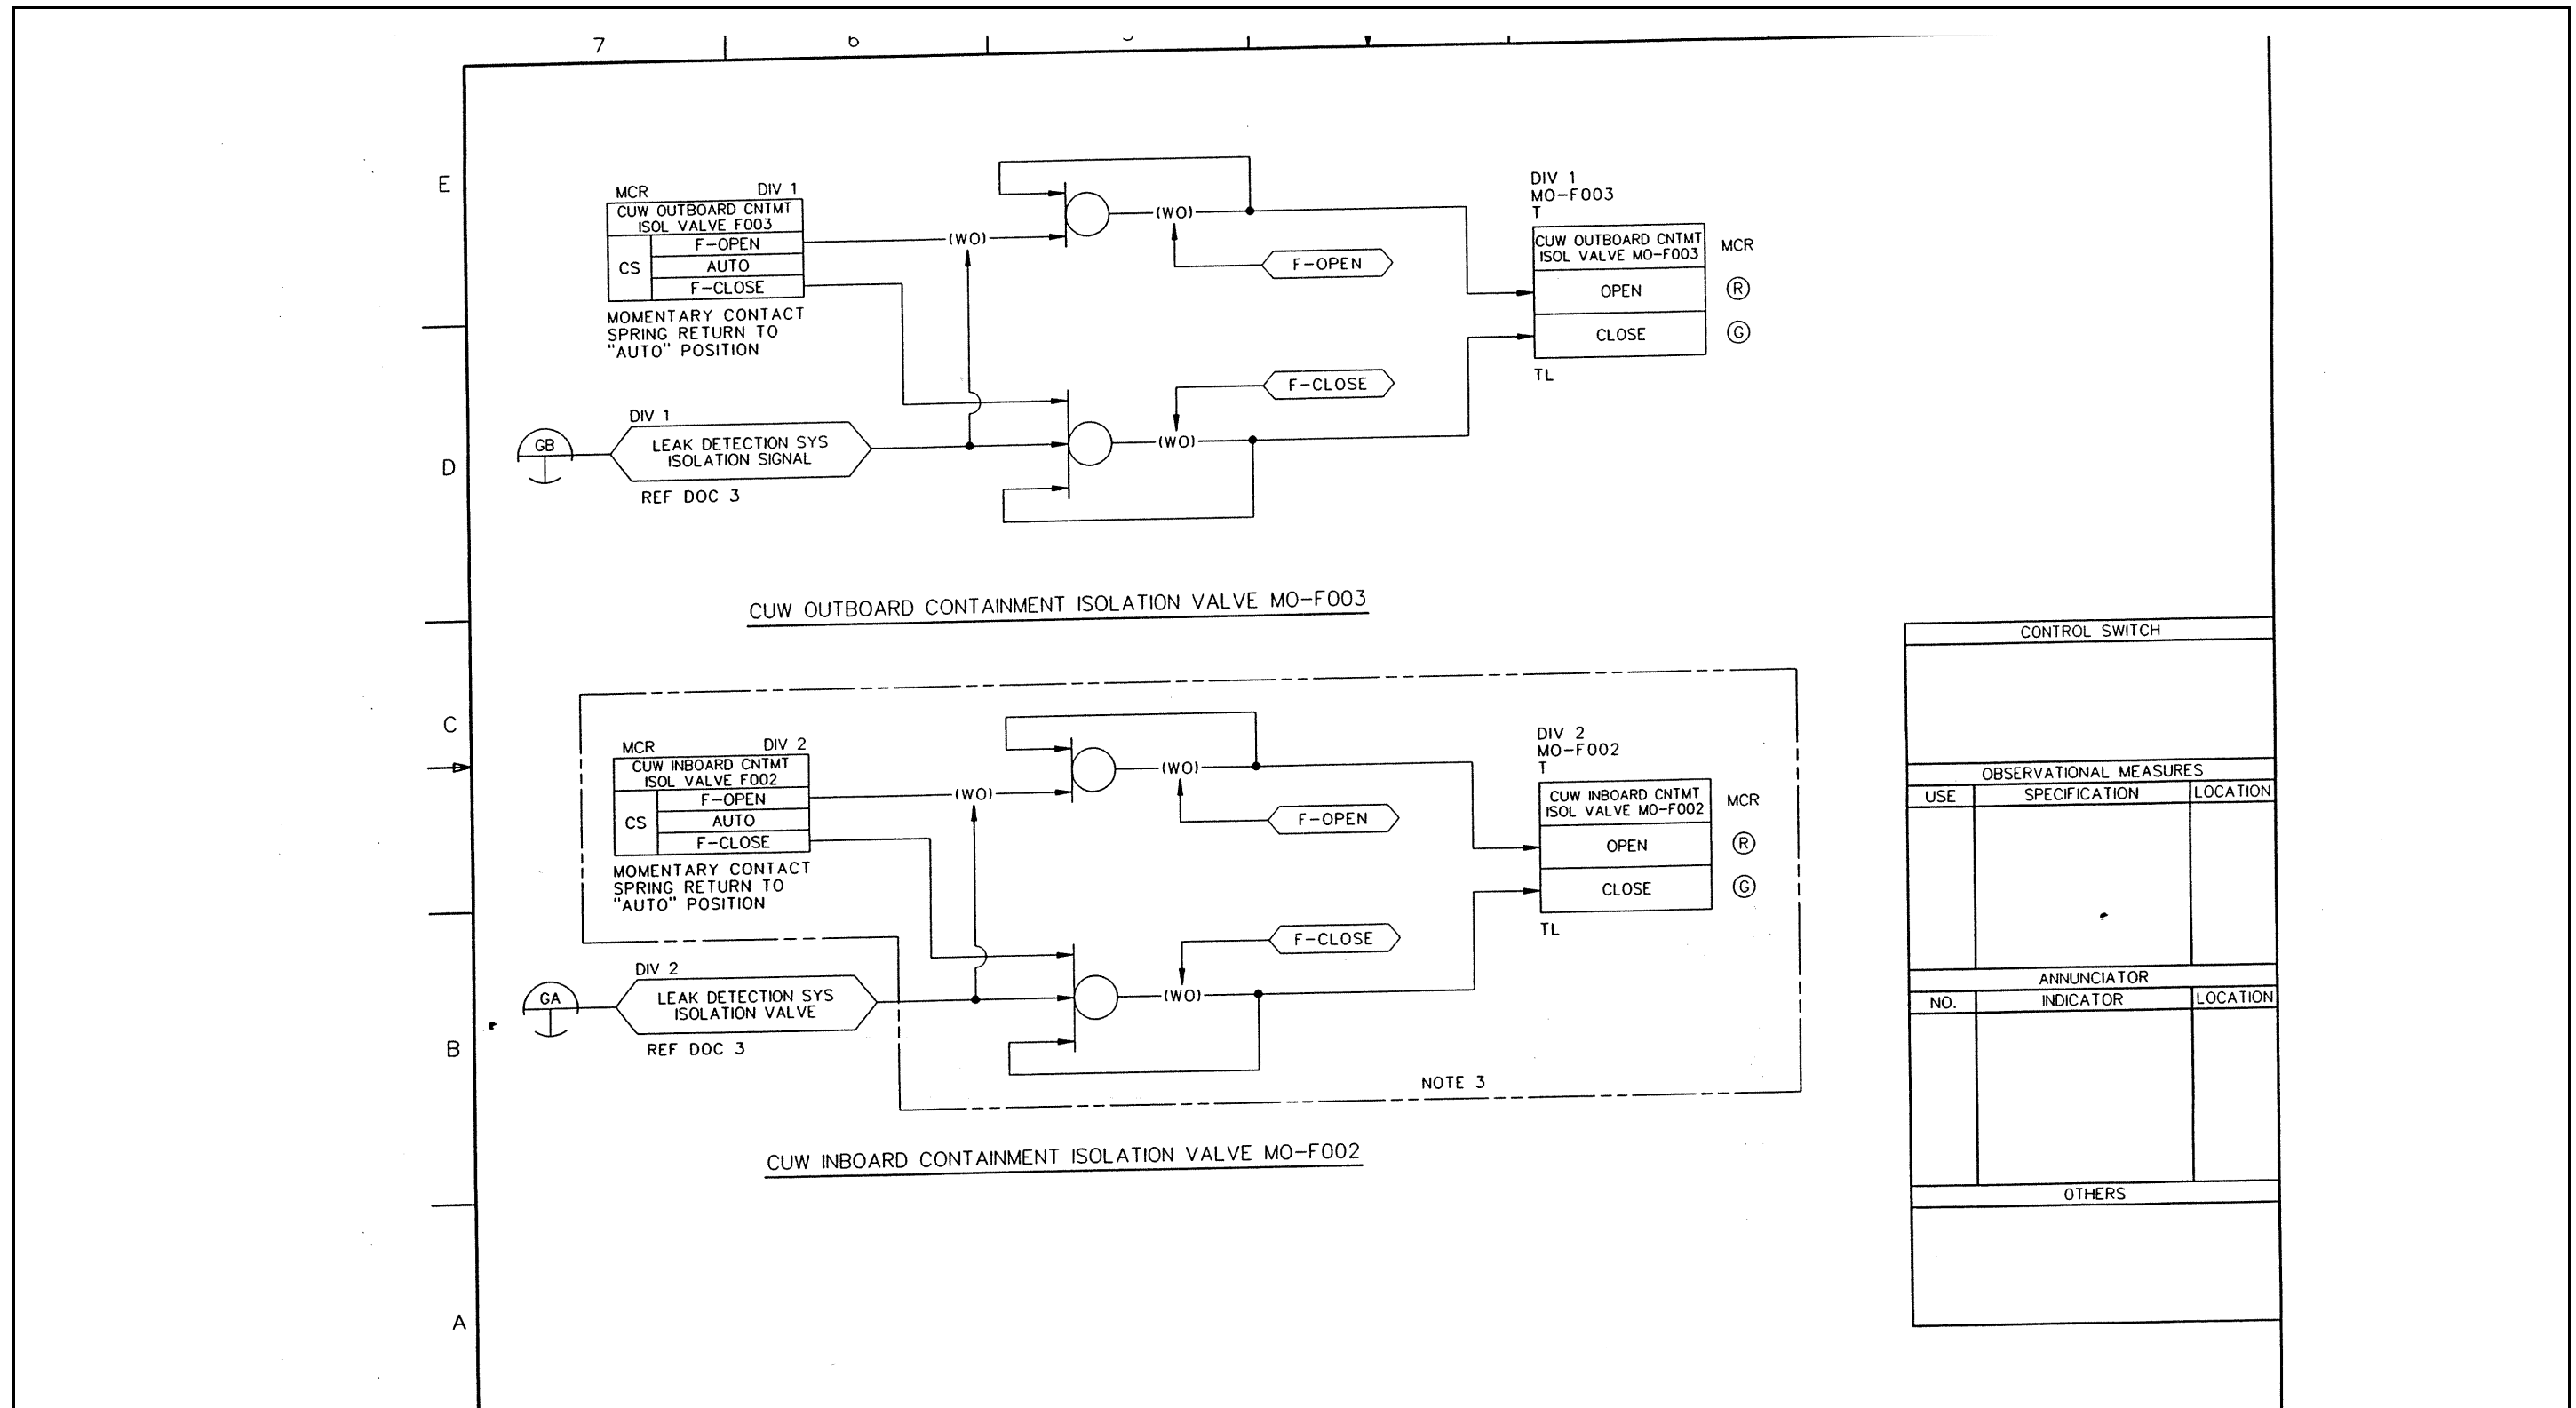 7
6
E
MCR DIV 1
CUW OUTBOARD CNTMT
ISOL VALVE F003
CS
F-OPEN
AUTO
F-CLOSE
MOMENTARY CONTACT
SPRING RETURN TO
"AUTO" POSITION
(WO)
(WO)
F-OPEN
DIV 1
MO-F003
T
CUW OUTBOARD CNTMT
ISOL VALVE MO-F003
MCR
OPEN
R
CLOSE
G
TL
F-CLOSE
(WO)
D
DIV 1
GB
LEAK DETECTION SYS
ISOLATION SIGNAL
REF DOC 3
CUW OUTBOARD CONTAINMENT ISOLATION VALVE MO-F003
C
MCR DIV 2
CUW INBOARD CNTMT
ISOL VALVE F002
CS
F-OPEN
AUTO
F-CLOSE
MOMENTARY CONTACT
SPRING RETURN TO
"AUTO" POSITION
(WO)
(WO)
F-OPEN
DIV 2
MO-F002
T
CUW INBOARD CNTMT
ISOL VALVE MO-F002
MCR
OPEN
R
CLOSE
G
TL
F-CLOSE
(WO)
B
DIV 2
GA
LEAK DETECTION SYS
ISOLATION VALVE
REF DOC 3
NOTE 3
CUW INBOARD CONTAINMENT ISOLATION VALVE MO-F002
A
CONTROL SWITCH
OBSERVATIONAL MEASURES
USE SPECIFICATION LOCATION
ANNUNCIATOR
NO. INDICATOR LOCATION
OTHERS